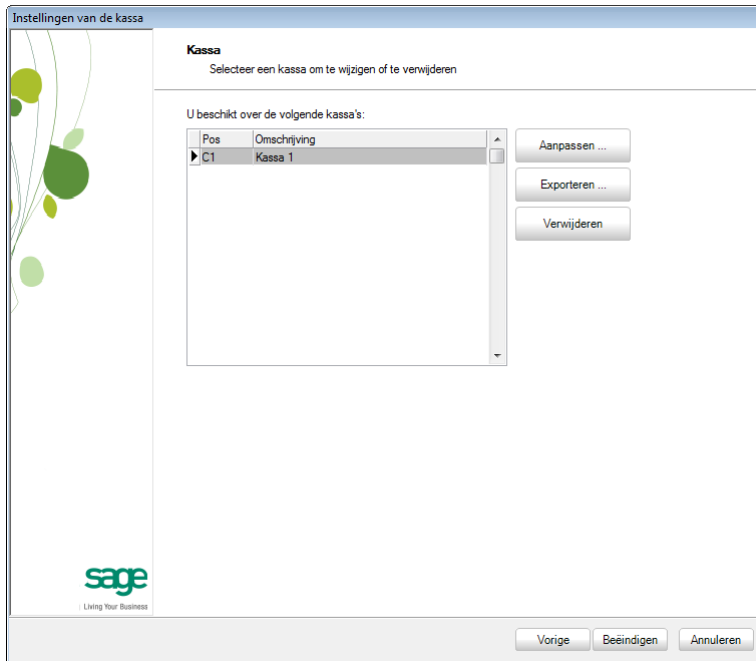 Instellingen van de kassa
Kassa
Selecteer een kassa om te wijzigen of te verwijderen
U beschikt over de volgende kassa's:
Pos Omschrijving
C1 Kassa 1
Aanpassen ...
Exporteren ...
Verwijderen
sage
Living Your Business
Vorige Beëindigen Annuleren